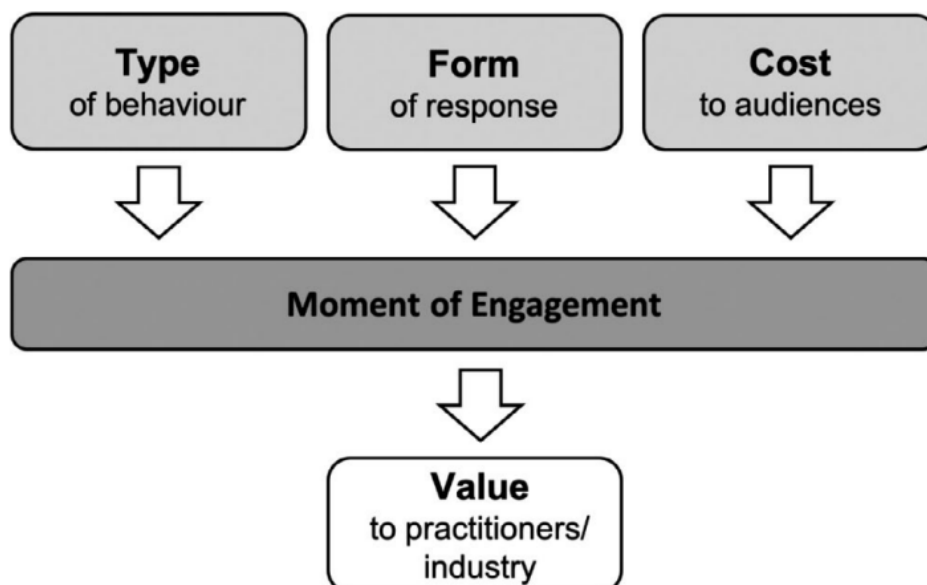 Type
of behaviour
Form
of response
Cost
to audiences
Moment of Engagement
Value
to practitioners/
industry